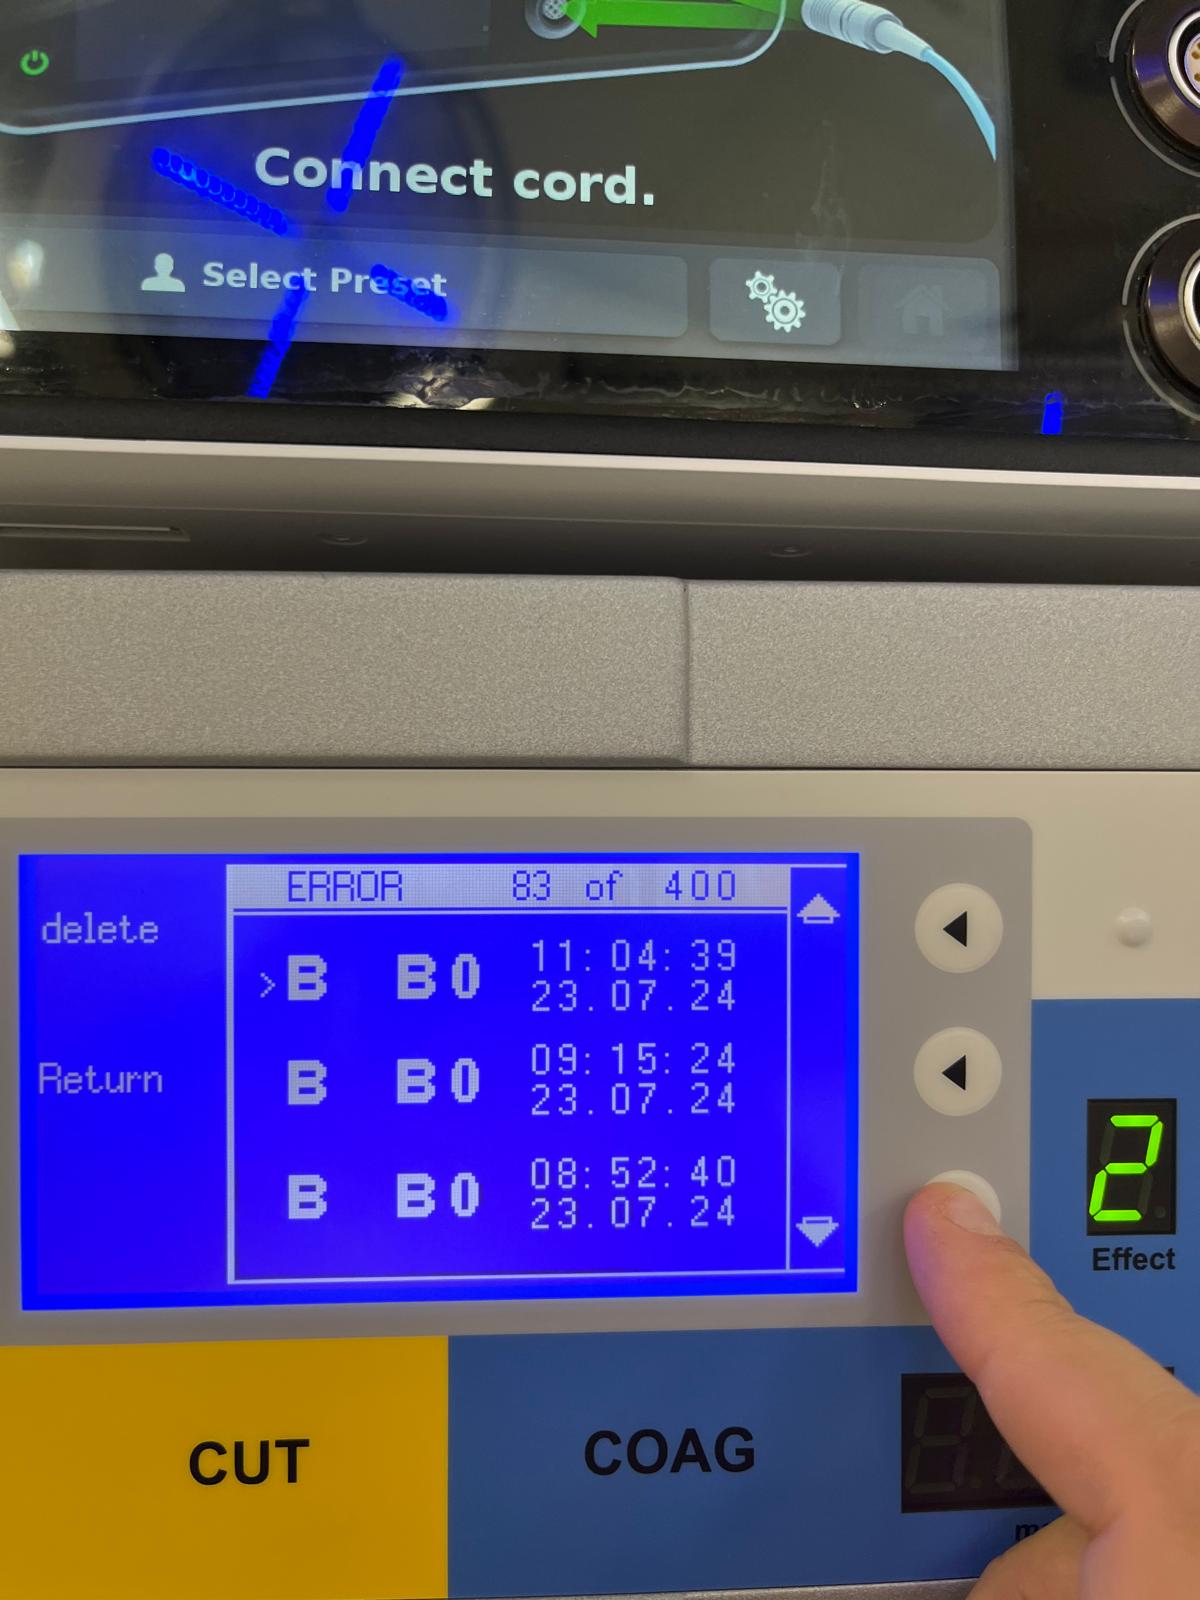 Connect cord.
Select Preset
ERROR 83 of 400
delete
>B B0 11:04:39
23.07.24
Return
B B0 09:15:24
23.07.24
B B0 08:52:40
23.07.24
2
Effect
CUT
COAG